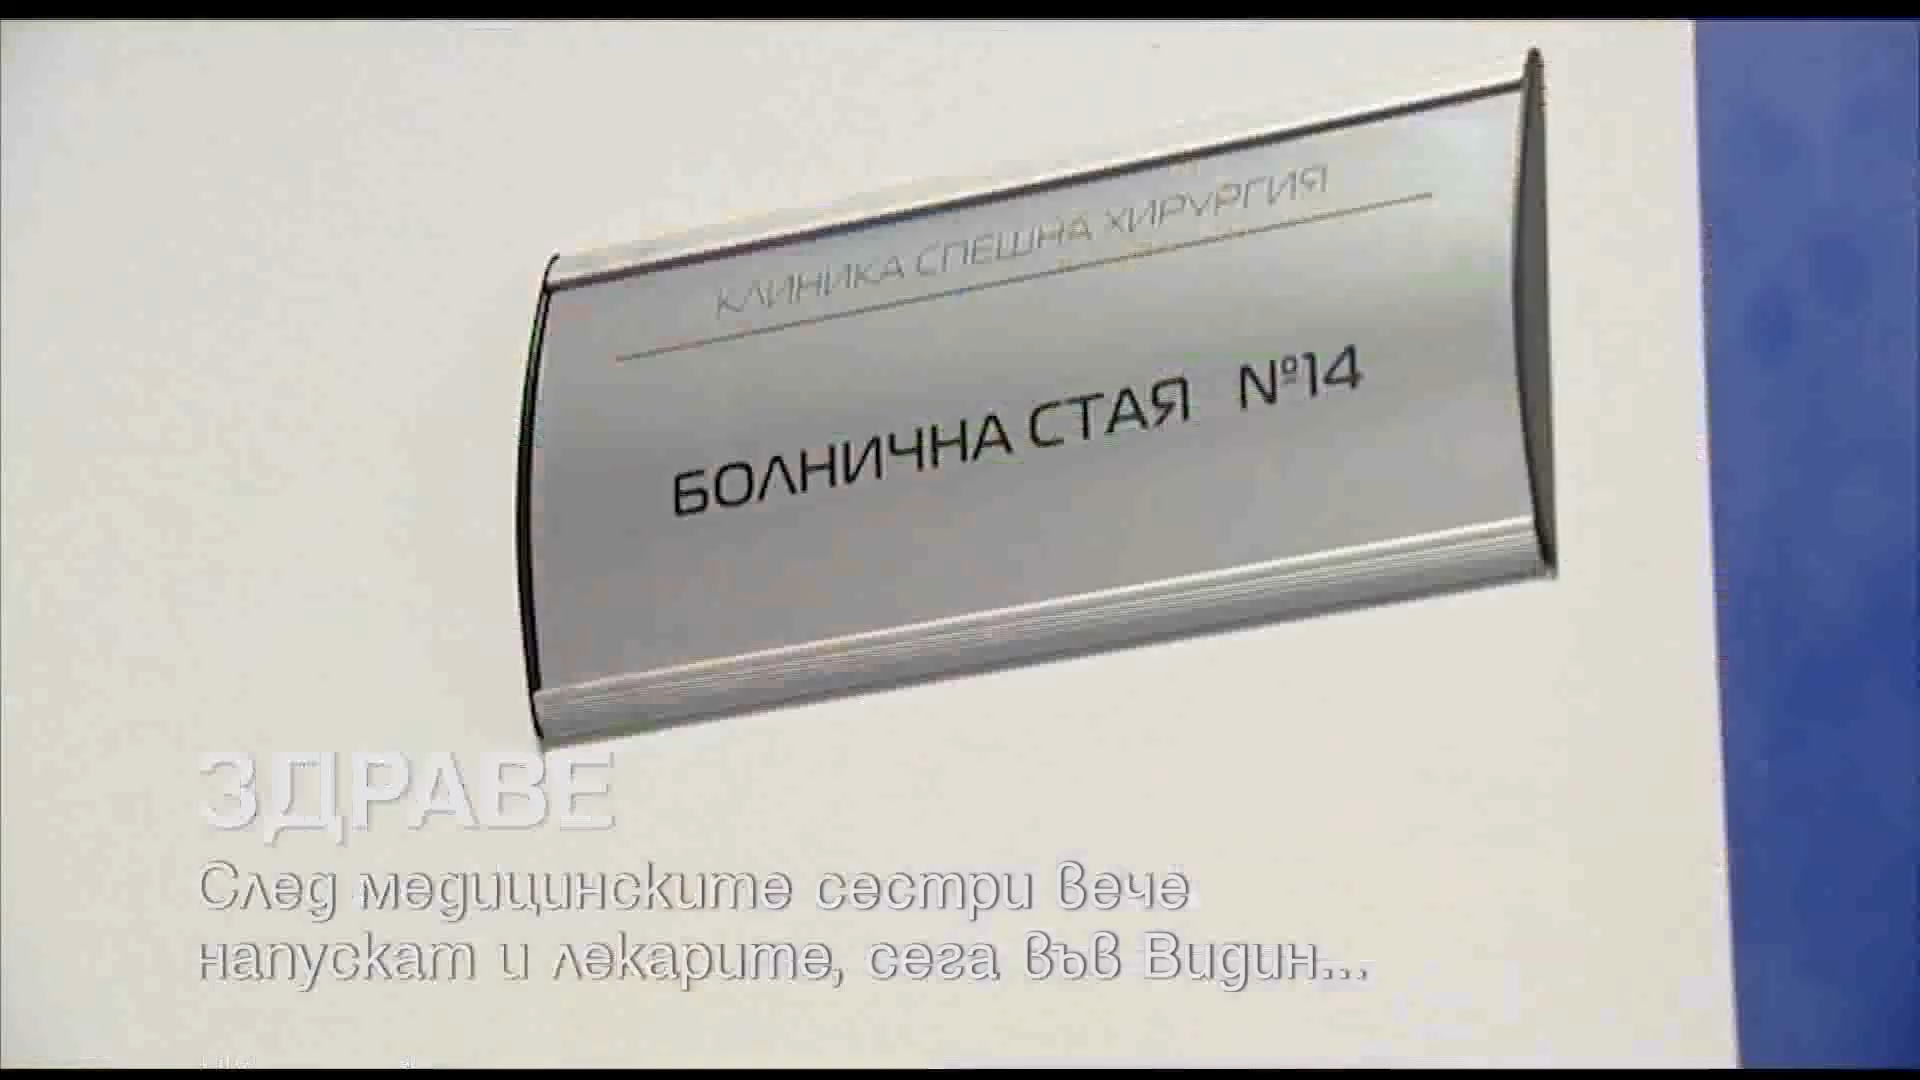 КЛИНИКА СПЕШНА ХИРУРГИЯ
БОЛНИЧНА СТАЯ №14
ЗДРАВЕ
След медицинските сестри вече
напускат и лекарите, сега във Видин...